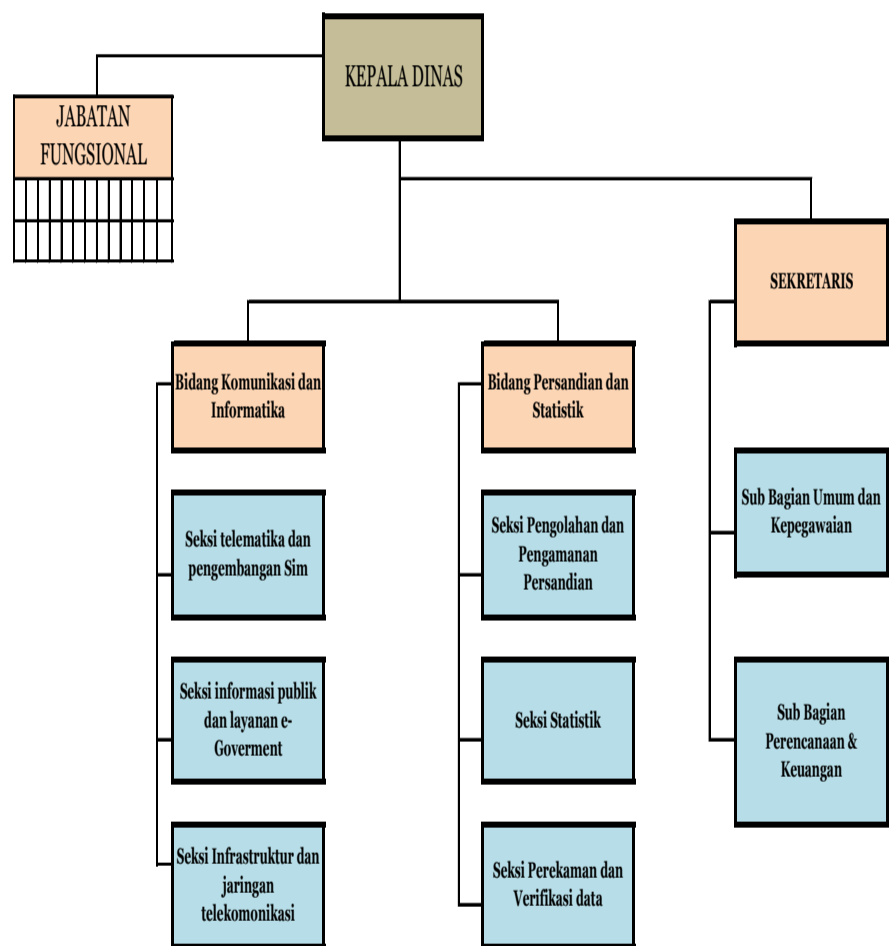 KEPALA DINAS
JABATAN
FUNGSIONAL
SEKRETARIS
Bidang Komunikasi dan
Informatika
Bidang Persandian dan
Statistik
Sub Bagian Umum dan
Kepegawaian
Seksi telematika dan
pengembangan Sim
Seksi Pengolahan dan
Pengamanan
Persandian
Seksi informasi publik
dan layanan e-
Goverment
Seksi Statistik
Sub Bagian
Perencanaan &
Keuangan
Seksi Infrastruktur dan
jaringan
telekomonikasi
Seksi Perekaman dan
Verifikasi data